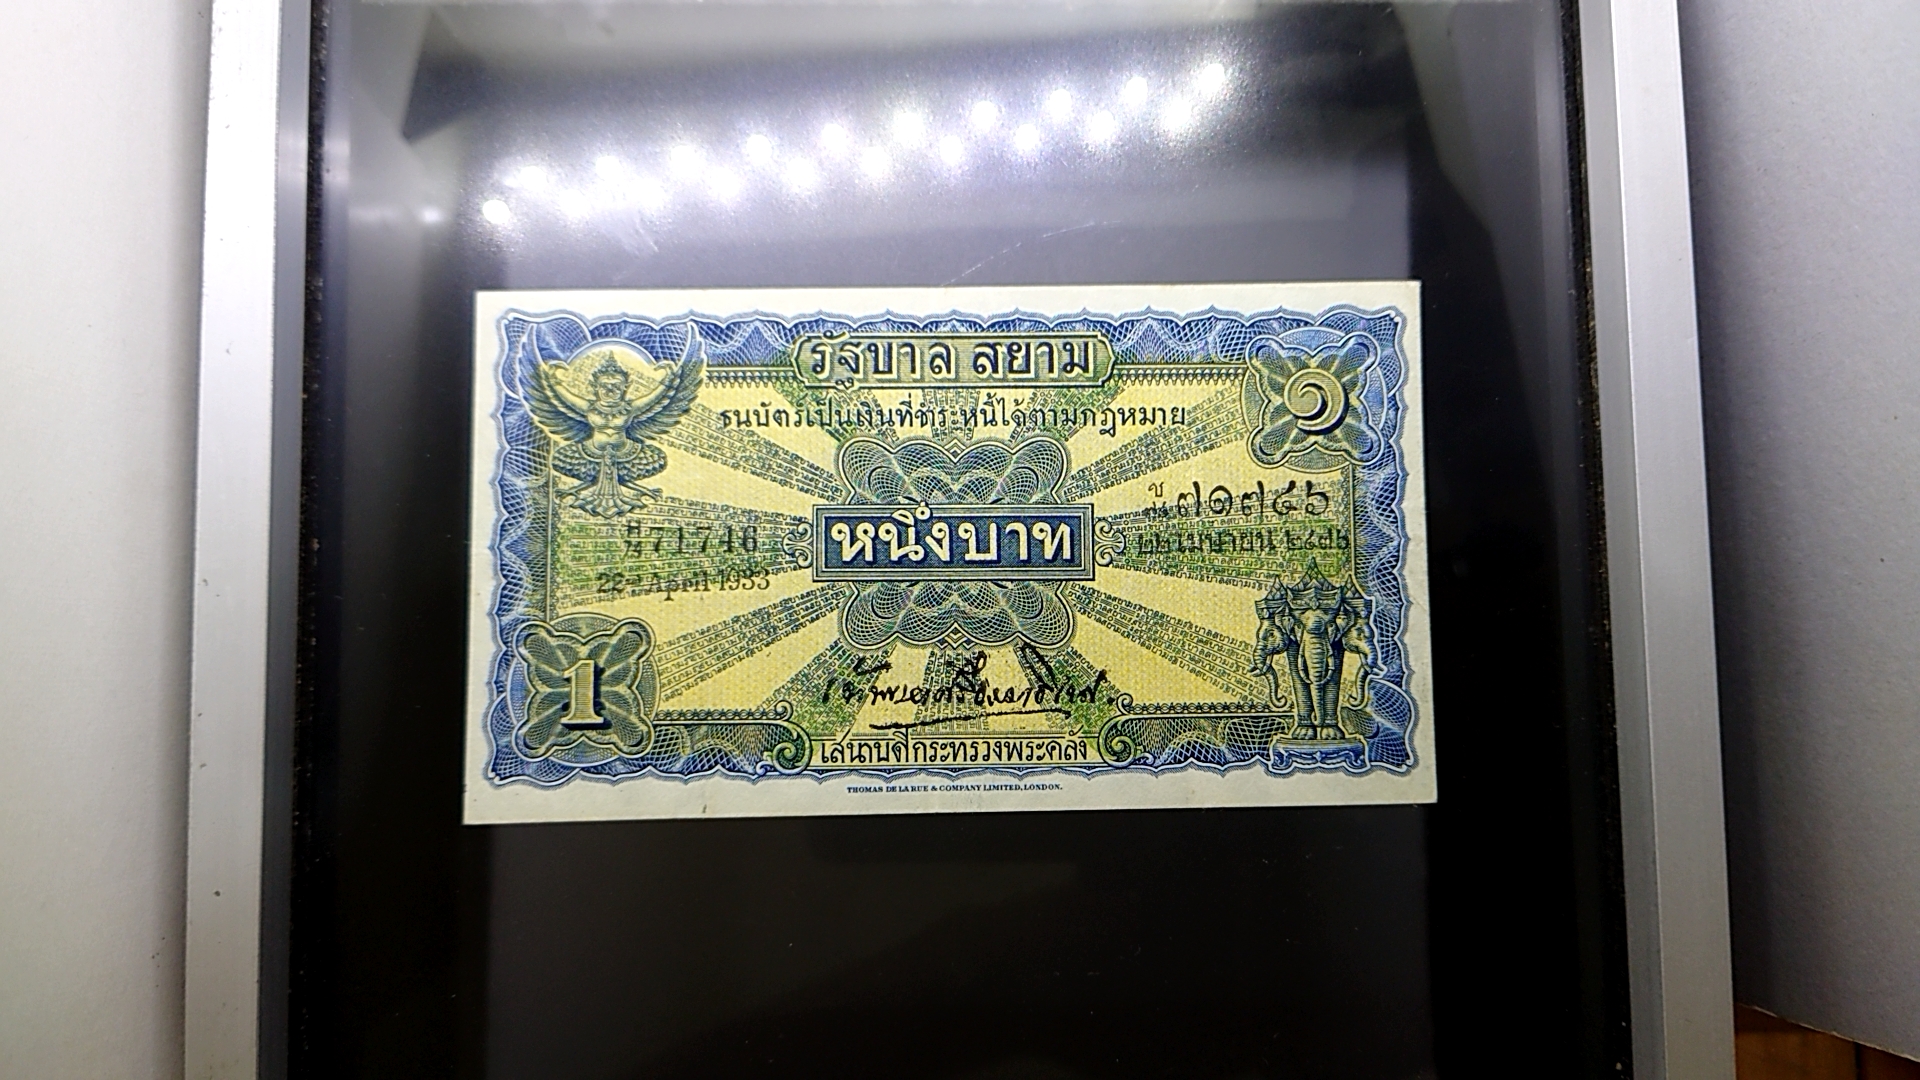 รัฐบาล สยาม
๑
ธนบัตร์เป็นเงินที่ชำระหนี้ได้ตามกฎหมาย
ช ๗๑๗๔๖
H/74 71746
หนึ่งบาท
๒๒ เมษายน ๒๔๗๖
22nd April 1933
1
เสนาบดีกระทรวงพระคลัง
THOMAS DE LA RUE & COMPANY LIMITED, LONDON.